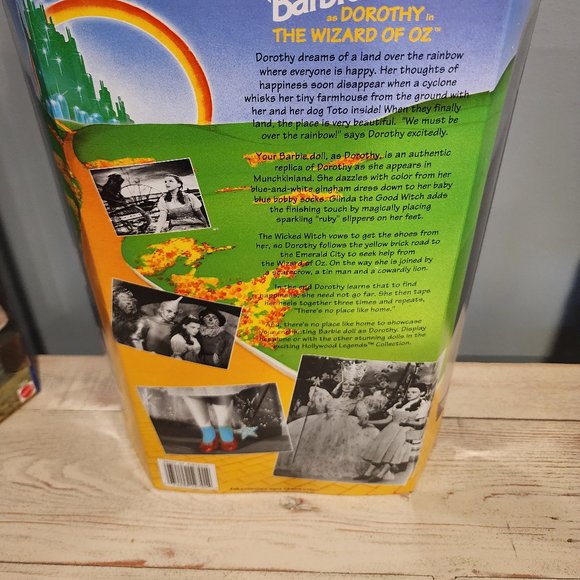 Barbie
as DOROTHY in
THE WIZARD OF OZ™
Dorothy dreams of a land over the rainbow
where everyone is happy. Her thoughts of
happiness soon disappear when a cyclone
whisks her tiny farmhouse from the ground with
her and her dog Toto inside! When they finally
land, the place is very beautiful. "We must be
over the rainbow!" says Dorothy excitedly.
Your Barbie doll, as Dorothy, is an authentic
replica of Dorothy as she appears in
Munchkinland. She dazzles with color from her
blue-and-white gingham dress down to her baby
blue bobby socks. Glinda the Good Witch adds
the finishing touch by magically placing
sparkling "ruby" slippers on her feet.
The Wicked Witch vows to get the shoes from
her, so Dorothy follows the yellow brick road to
the Emerald City to seek help from
the Wizard of Oz. On the way she is joined by
a scarecrow, a tin man and a cowardly lion.
In the end Dorothy learns that to find
happiness, she need not go far. She then taps
her heels together three times and repeats,
"There's no place like home."
And, there's no place like home to showcase
your enchanting Barbie doll as Dorothy. Display
her alone or with the other stunning dolls in the
exciting Hollywood Legends™ Collection.